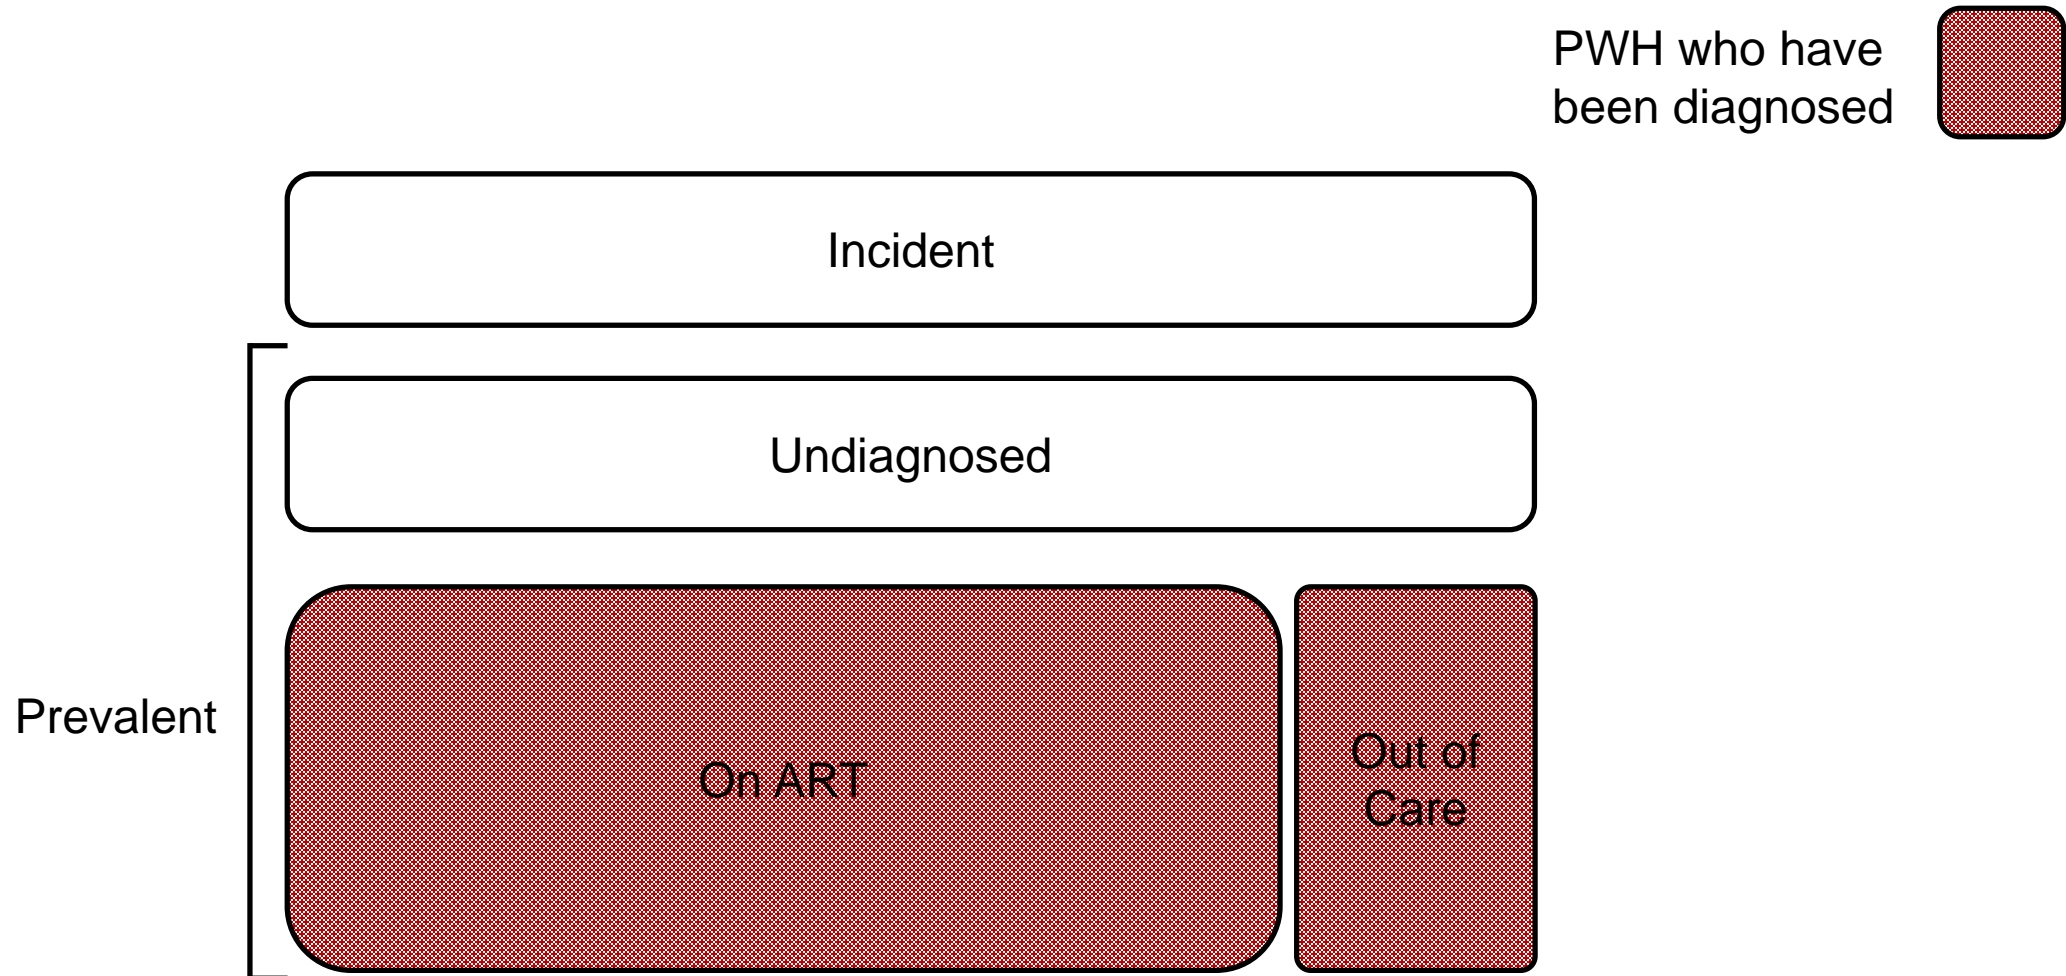 PWH who have
been diagnosed
Incident
Undiagnosed
Prevalent
On ART
Out of
Care